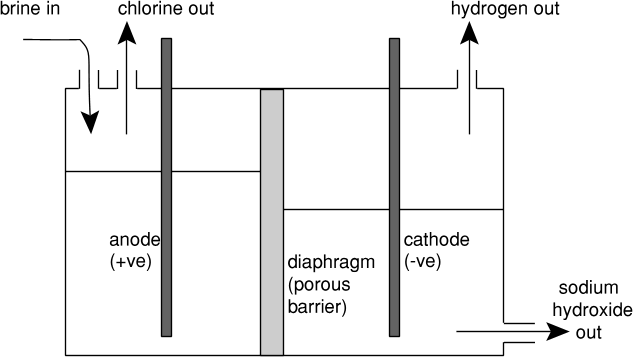 brine in
chlorine out
hydrogen out
anode
(+ve)
diaphragm
(porous
barrier)
cathode
(-ve)
sodium
hydroxide
out